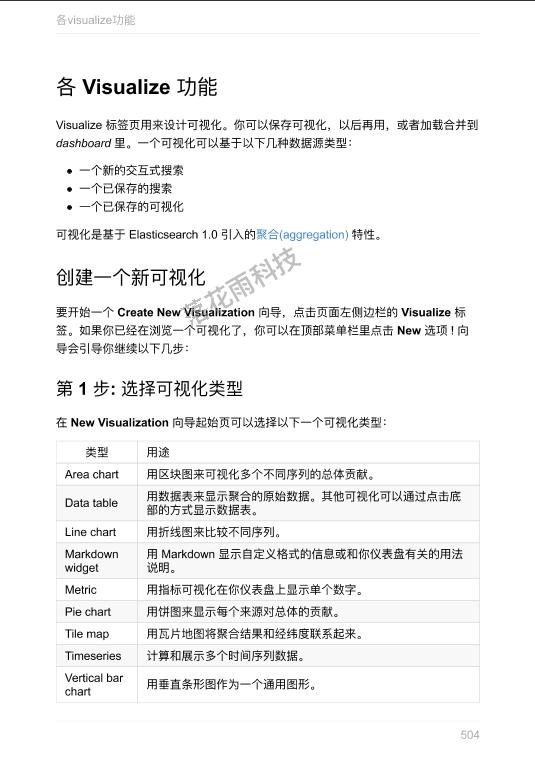 各visualize功能
各 Visualize 功能
Visualize 标签页用来设计可视化。你可以保存可视化，以后再用，或者加载合并到
dashboard 里。一个可视化可以基于以下几种数据源类型：
● 一个新的交互式搜索
● 一个已保存的搜索
● 一个已保存的可视化
可视化是基于 Elasticsearch 1.0 引入的聚合(aggregation) 特性。
创建一个新可视化
要开始一个 Create New Visualization 向导，点击页面左侧边栏的 Visualize 标
签。如果你已经在浏览一个可视化了，你可以在顶部菜单栏里点击 New 选项！向
导会引导你继续以下几步：
落花雨科技
第 1 步: 选择可视化类型
在 New Visualization 向导起始页可以选择以下一个可视化类型：
类型 用途
Area chart 用区块图来可视化多个不同序列的总体贡献。
Data table 用数据表来显示聚合的原始数据。其他可视化可以通过点击底
部的方式显示数据表。
Line chart 用折线图来比较不同序列。
Markdown 用 Markdown 显示自定义格式的信息或和你仪表盘有关的用法
widget 说明。
Metric 用指标可视化在你仪表盘上显示单个数字。
Pie chart 用饼图来显示每个来源对总体的贡献。
Tile map 用瓦片地图将聚合结果和经纬度联系起来。
Timeseries 计算和展示多个时间序列数据。
Vertical bar
chart 用垂直条形图作为一个通用图形。
504